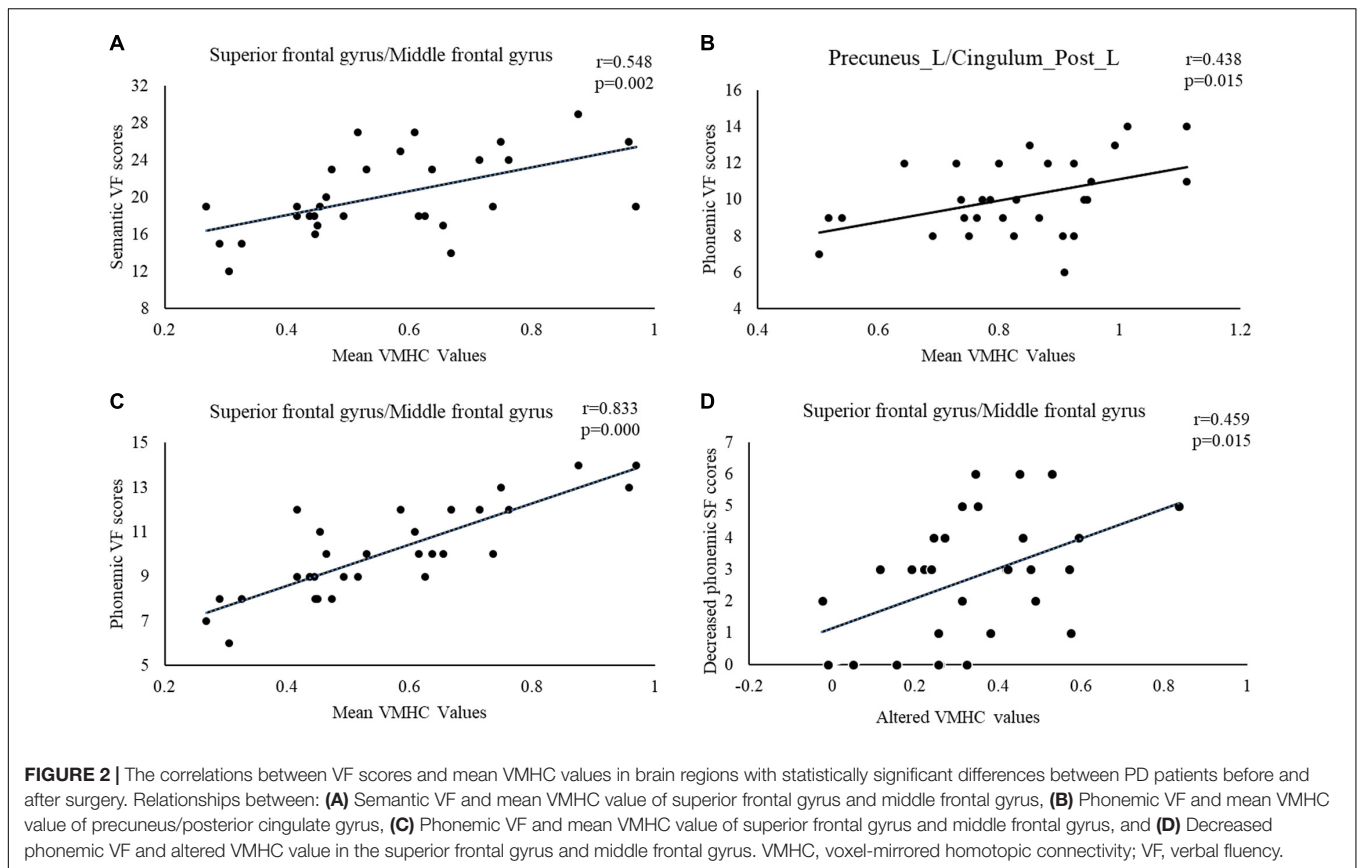 A
Superior frontal gyrus/Middle frontal gyrus
r=0.548
p=0.002
Semantic VF scores
32
28
24
20
16
12
8
0.2
0.4
0.6
0.8
1
Mean VMHC Values
B
Precuneus_L/Cingulum_Post_L
r=0.438
p=0.015
Phonemic VF scores
16
14
12
10
8
6
4
0.4
0.6
0.8
1
1.2
Mean VMHC Values
C
Superior frontal gyrus/Middle frontal gyrus
r=0.833
p=0.000
Phonemic VF scores
15
13
11
9
7
5
0.2
0.4
0.6
0.8
1
Mean VMHC Values
D
Superior frontal gyrus/Middle frontal gyrus
r=0.459
p=0.015
Decreased phonemic SF ccores
7
6
5
4
3
2
1
0
-0.2
0
0.2
0.4
0.6
0.8
1
Altered VMHC values
FIGURE 2 | The correlations between VF scores and mean VMHC values in brain regions with statistically significant differences between PD patients before and
after surgery. Relationships between: (A) Semantic VF and mean VMHC value of superior frontal gyrus and middle frontal gyrus, (B) Phonemic VF and mean VMHC
value of precuneus/posterior cingulate gyrus, (C) Phonemic VF and mean VMHC value of superior frontal gyrus and middle frontal gyrus, and (D) Decreased
phonemic VF and altered VMHC value in the superior frontal gyrus and middle frontal gyrus. VMHC, voxel-mirrored homotopic connectivity; VF, verbal fluency.